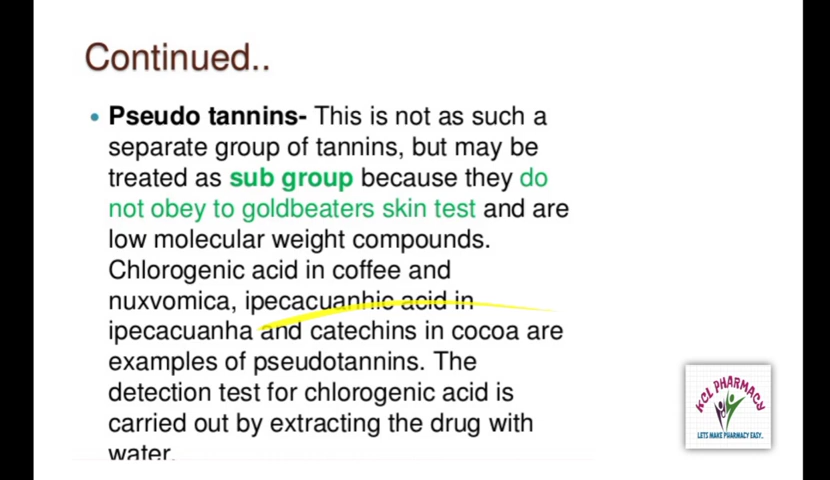 Continued..
• Pseudo tannins- This is not as such a
separate group of tannins, but may be
treated as sub group because they do
not obey to goldbeaters skin test and are
low molecular weight compounds.
Chlorogenic acid in coffee and
nuxvomica, ipecacuanhic acid in
ipecacuanha and catechins in cocoa are
examples of pseudotannins. The
detection test for chlorogenic acid is
carried out by extracting the drug with
water.
KCL PHARMACY
LETS MAKE PHARMACY EASY.